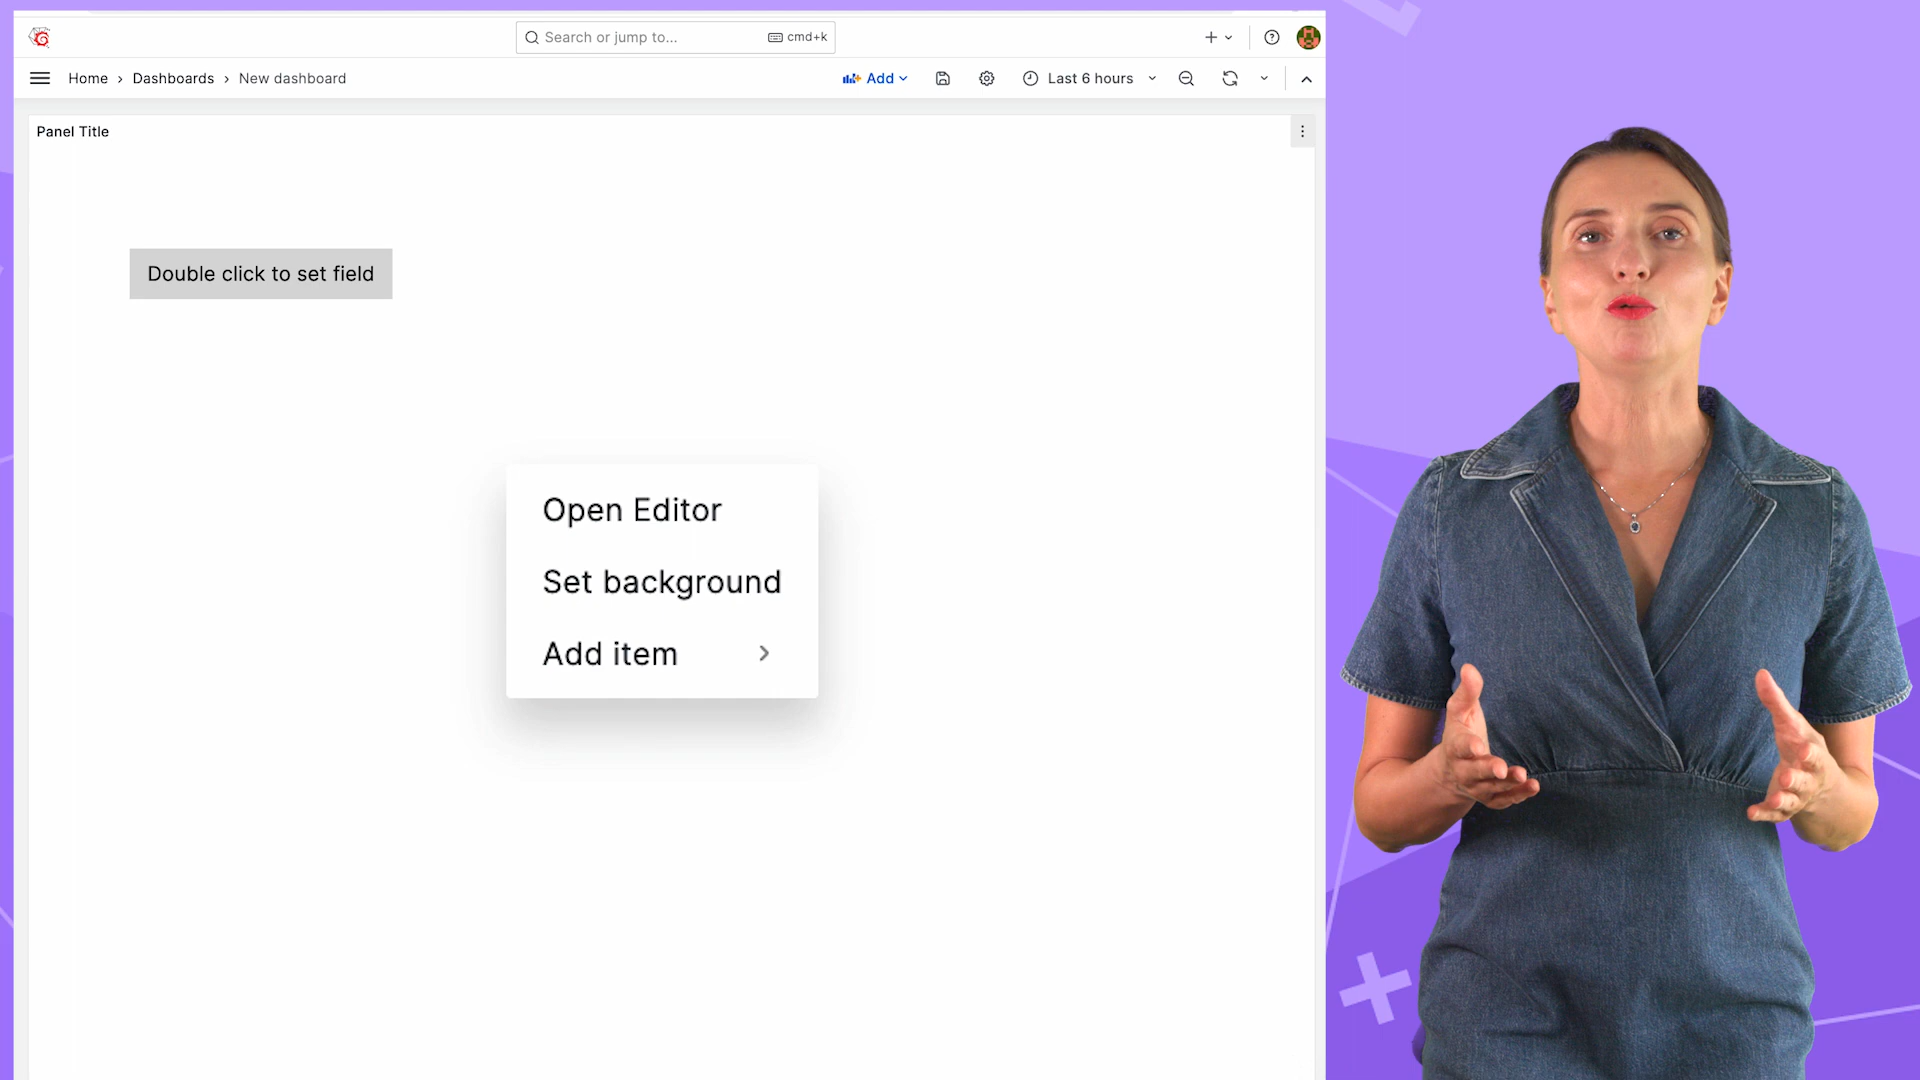 Search or jump to...
cmd+k
Home › Dashboards › New dashboard
Add
Last 6 hours
Panel Title
Double click to set field
Open Editor
Set background
Add item